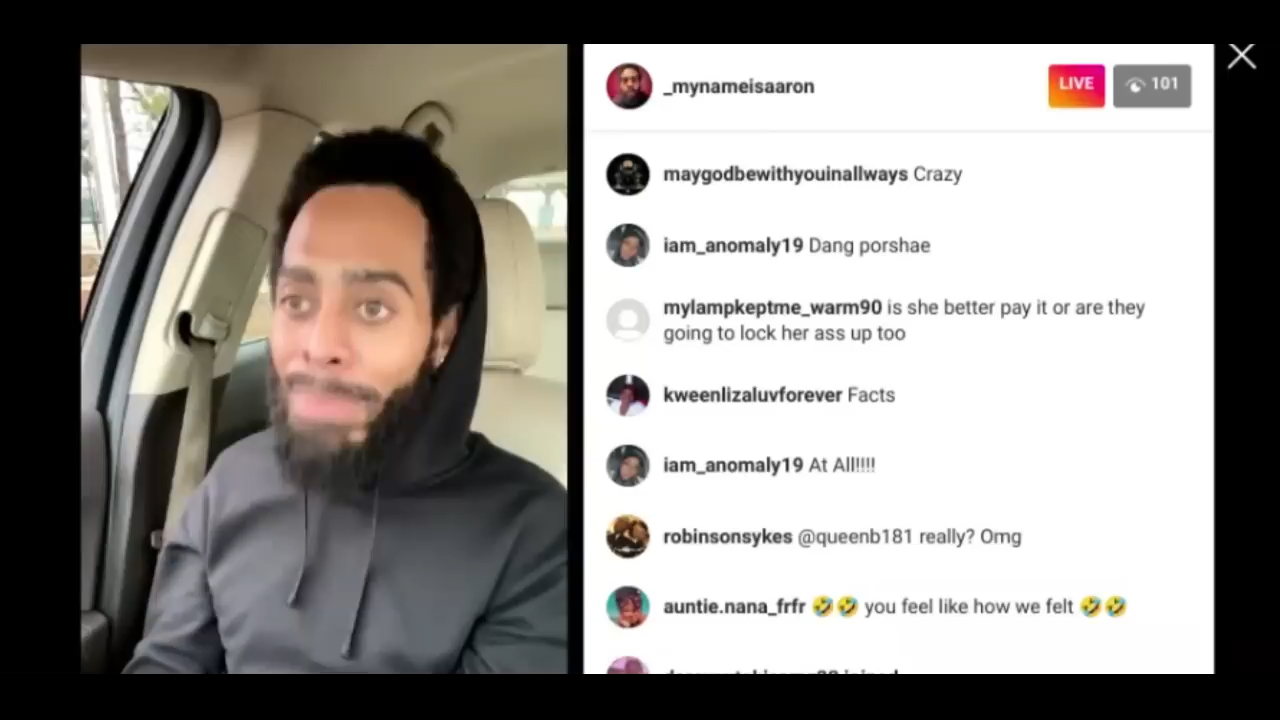 _mynameisaaron
LIVE
101
maygodbewithyouinallways Crazy
iam_anomaly19 Dang porshae
mylampkeptme_warm90 is she better pay it or are they
going to lock her ass up too
kweenlizaluvforever Facts
iam_anomaly19 At All!!!!
robinsonsykes @queenb181 really? Omg
auntie.nana_frfr 🤣🤣 you feel like how we felt 🤣🤣